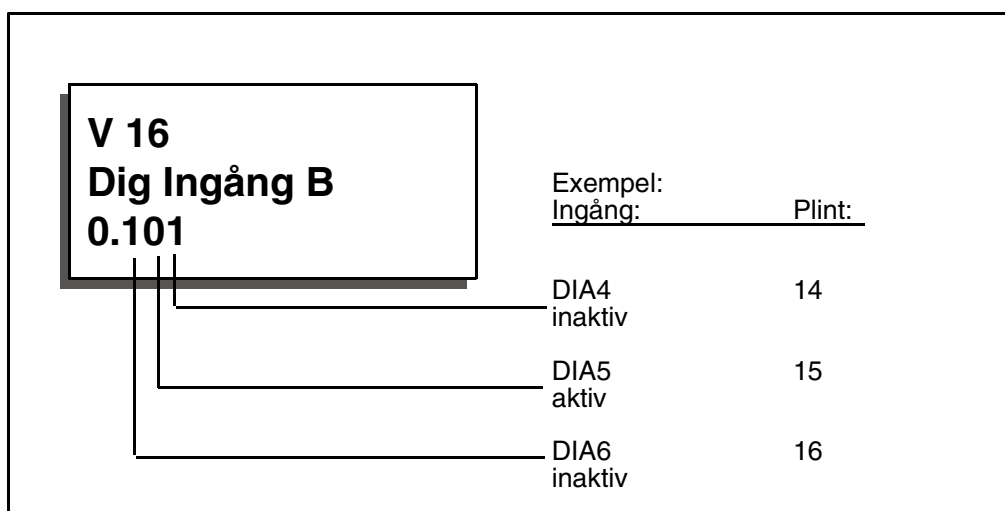 V 16
Dig Ingång B
0.101
Exempel:
Ingång: Plint:
DIA4 14
inaktiv
DIA5 15
aktiv
DIA6 16
inaktiv